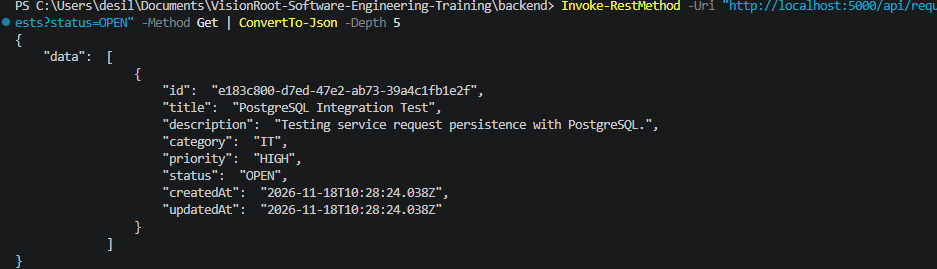 PS C:\Users\desil\Documents\VisionRoot-Software-Engineering-Training\backend> Invoke-RestMethod -Uri "http://localhost:5000/api/requ
ests?status=OPEN" -Method Get | ConvertTo-Json -Depth 5
{
    "data":  [
                 {
                     "id":  "e183c800-d7ed-47e2-ab73-39a4c1fb1e2f",
                     "title":  "PostgreSQL Integration Test",
                     "description":  "Testing service request persistence with PostgreSQL.",
                     "category":  "IT",
                     "priority":  "HIGH",
                     "status":  "OPEN",
                     "createdAt":  "2026-11-18T10:28:24.038Z",
                     "updatedAt":  "2026-11-18T10:28:24.038Z"
                 }
             ]
}